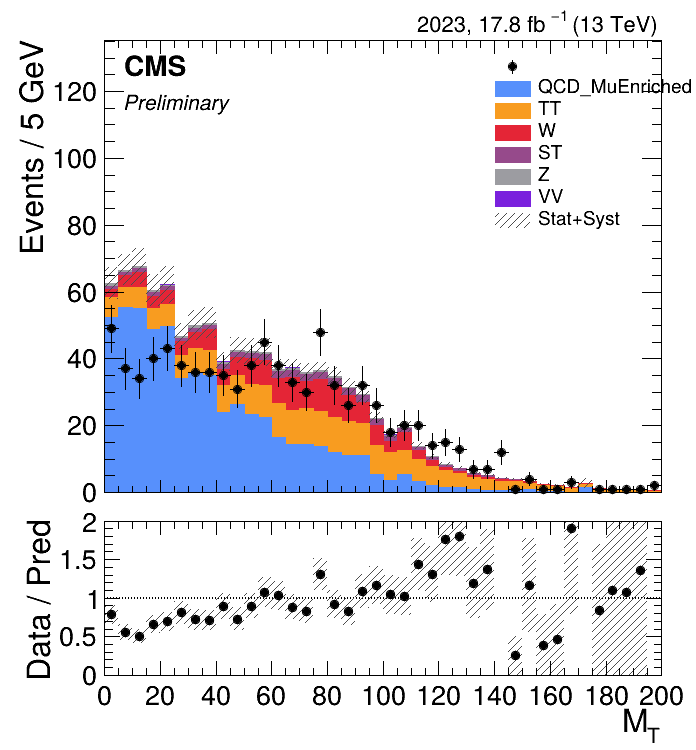 2023, 17.8 fb⁻¹ (13 TeV)
CMS
Preliminary
QCD_MuEnriched
TT
W
ST
Z
VV
Stat+Syst
Events / 5 GeV
120
100
80
60
40
20
0
Data / Pred
2
1.5
1
0.5
0
0 20 40 60 80 100 120 140 160 180 200
M_T